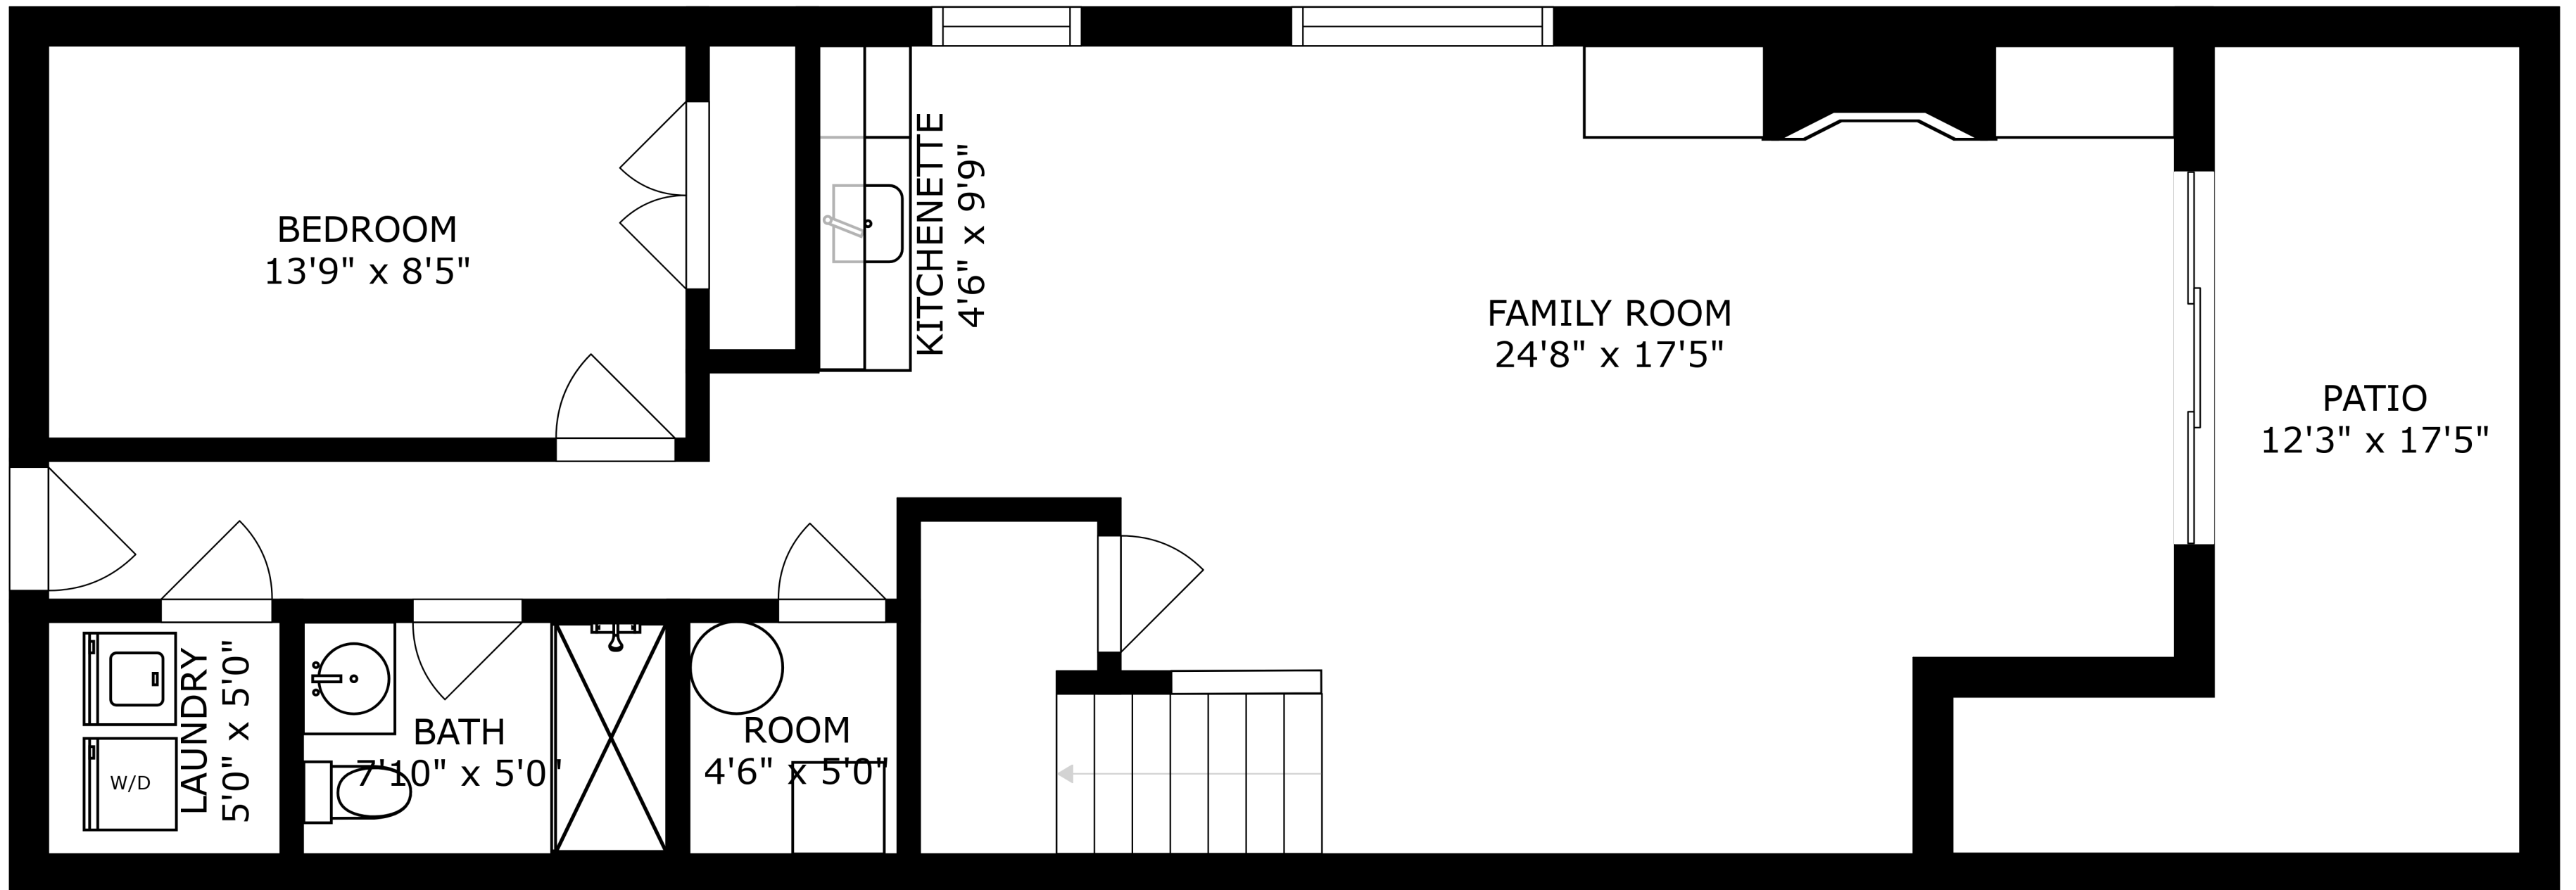 BEDROOM
13'9" x 8'5"
KITCHENETTE
4'6" x 9'9"
FAMILY ROOM
24'8" x 17'5"
PATIO
12'3" x 17'5"
LAUNDRY
5'0" x 5'0"
W/D
BATH
7'10" x 5'0"
ROOM
4'6" x 5'0"